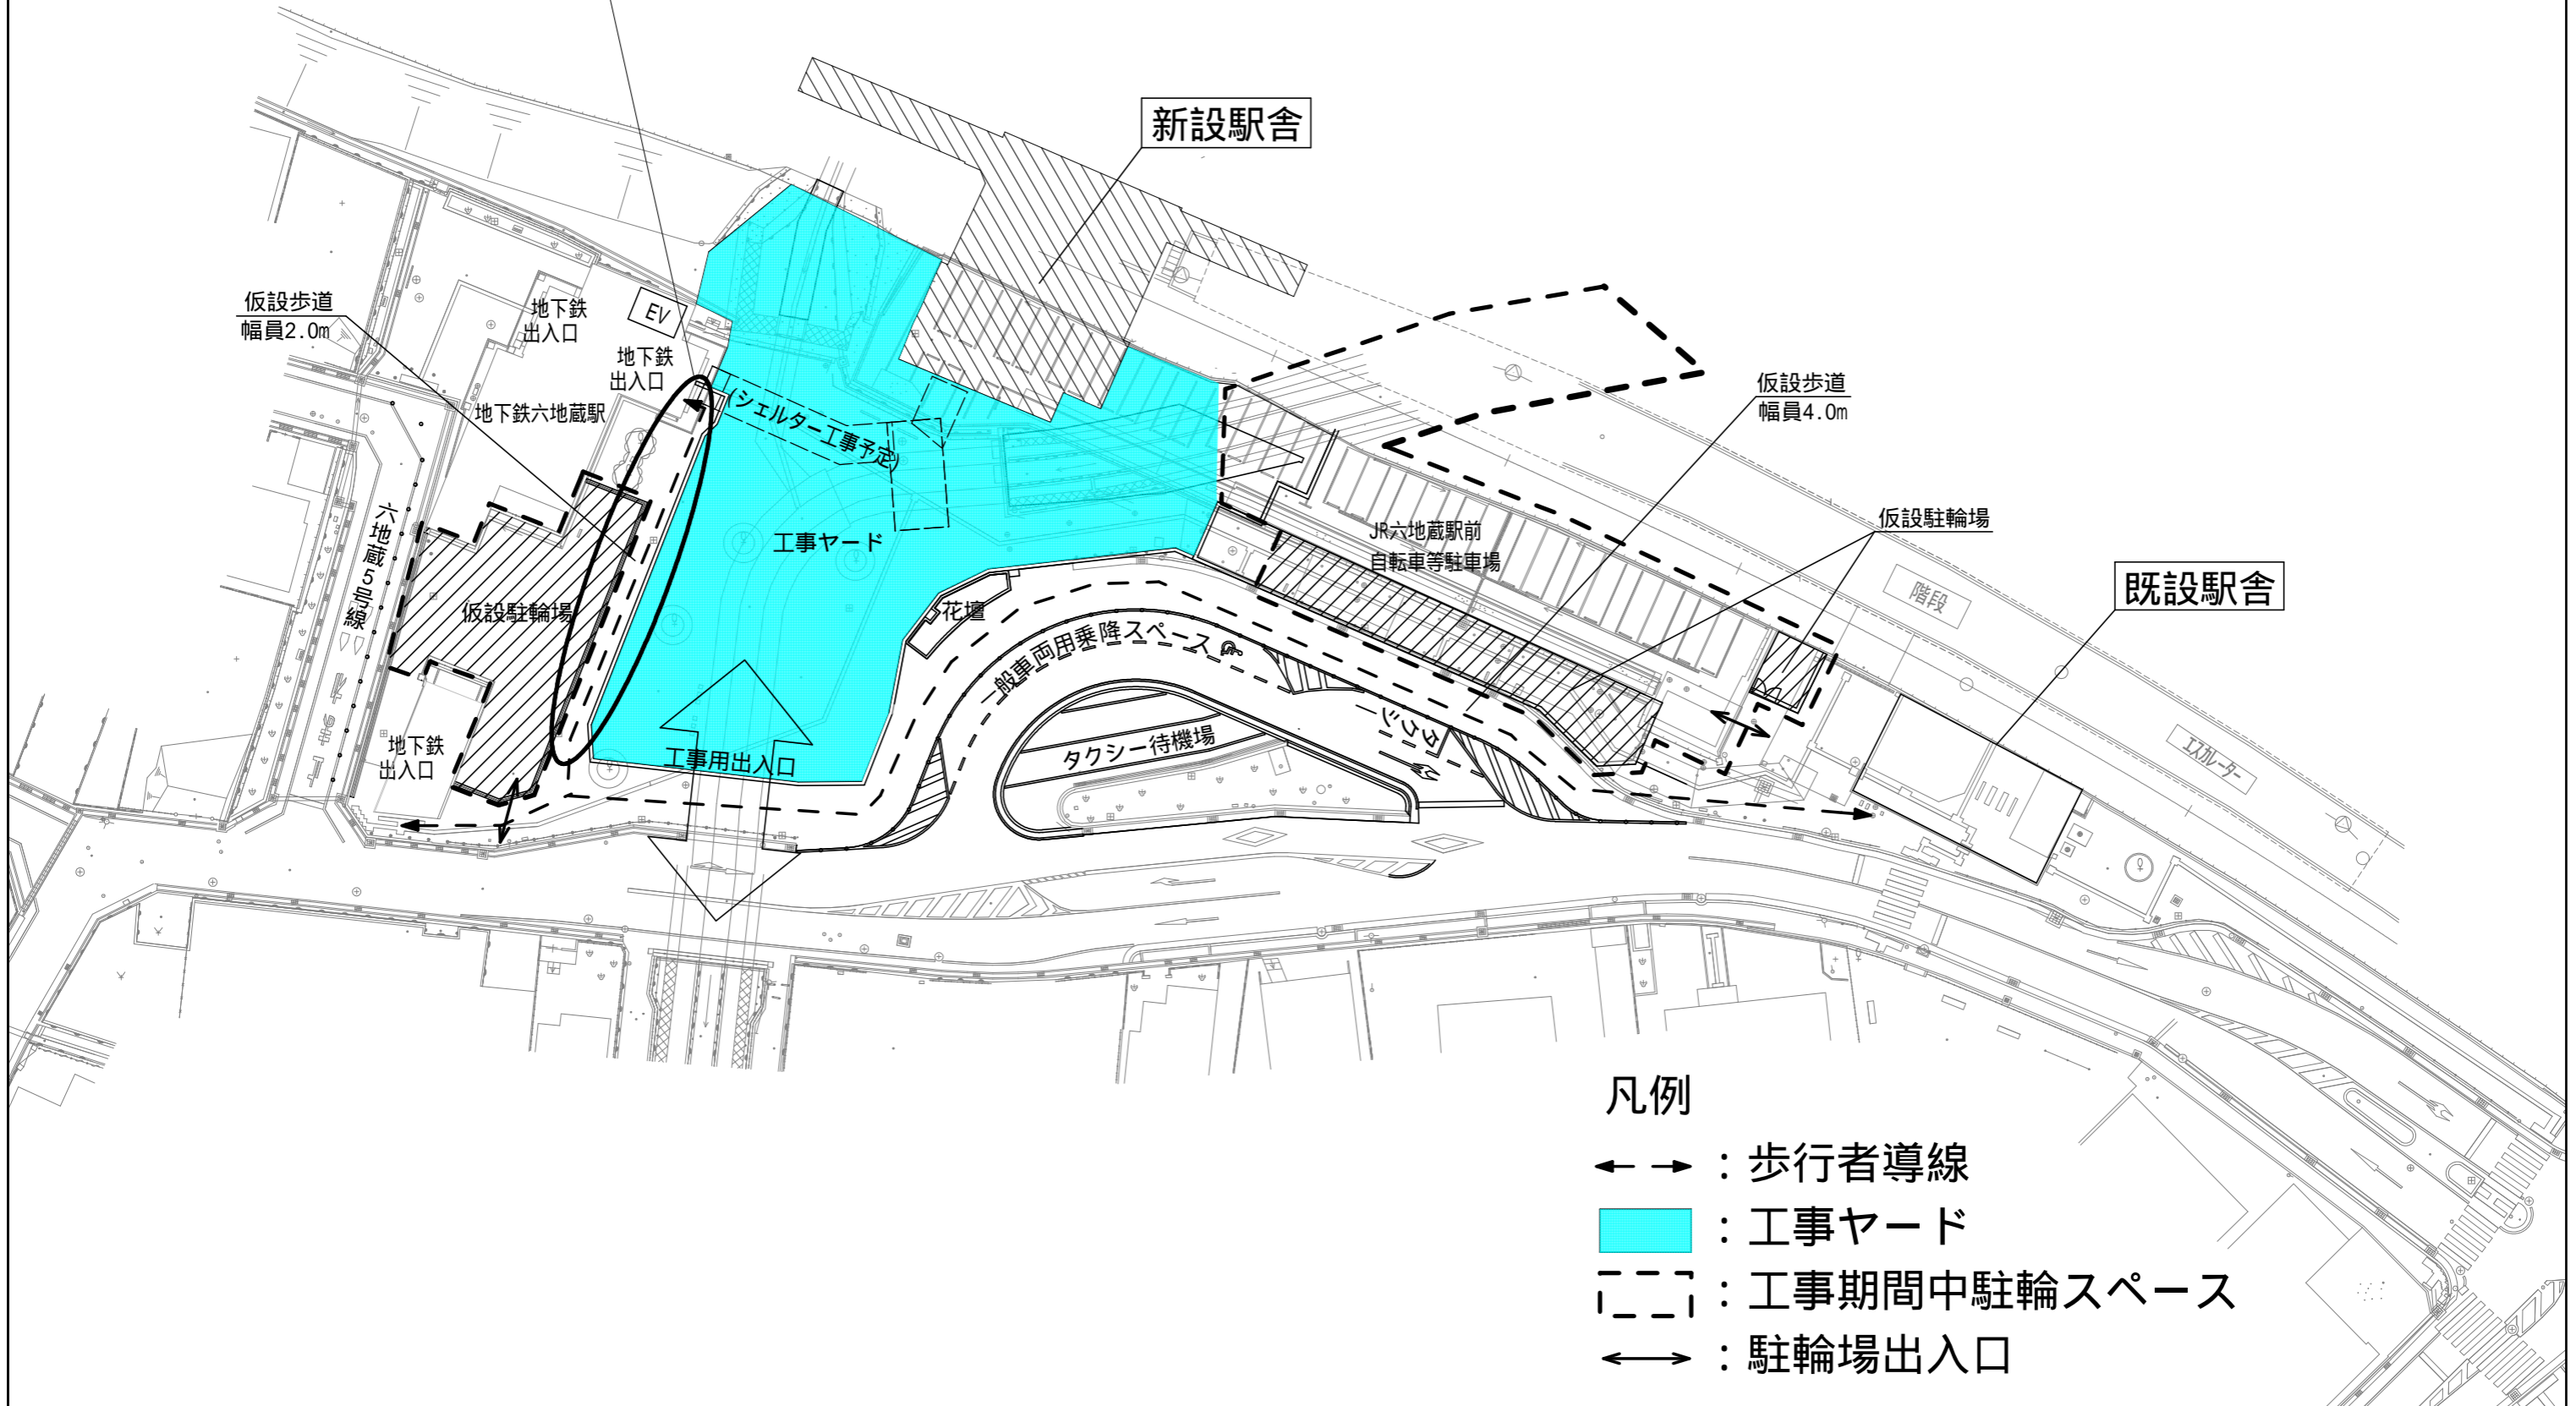 新設駅舎
仮設歩道
幅員2.0m
地下鉄
出入口
EV
地下鉄
出入口
地下鉄六地蔵駅
(シェルター工事予定)
仮設歩道
幅員4.0m
六地蔵5号線
工事ヤード
JR六地蔵駅前
自転車等駐車場
仮設駐輪場
階段
既設駅舎
仮設駐輪場
花壇
一般車両用乗降スペース
タクシー
タクシー待機場
エスカレーター
地下鉄
出入口
工事用出入口
凡例
：歩行者導線
：工事ヤード
：工事期間中駐輪スペース
：駐輪場出入口